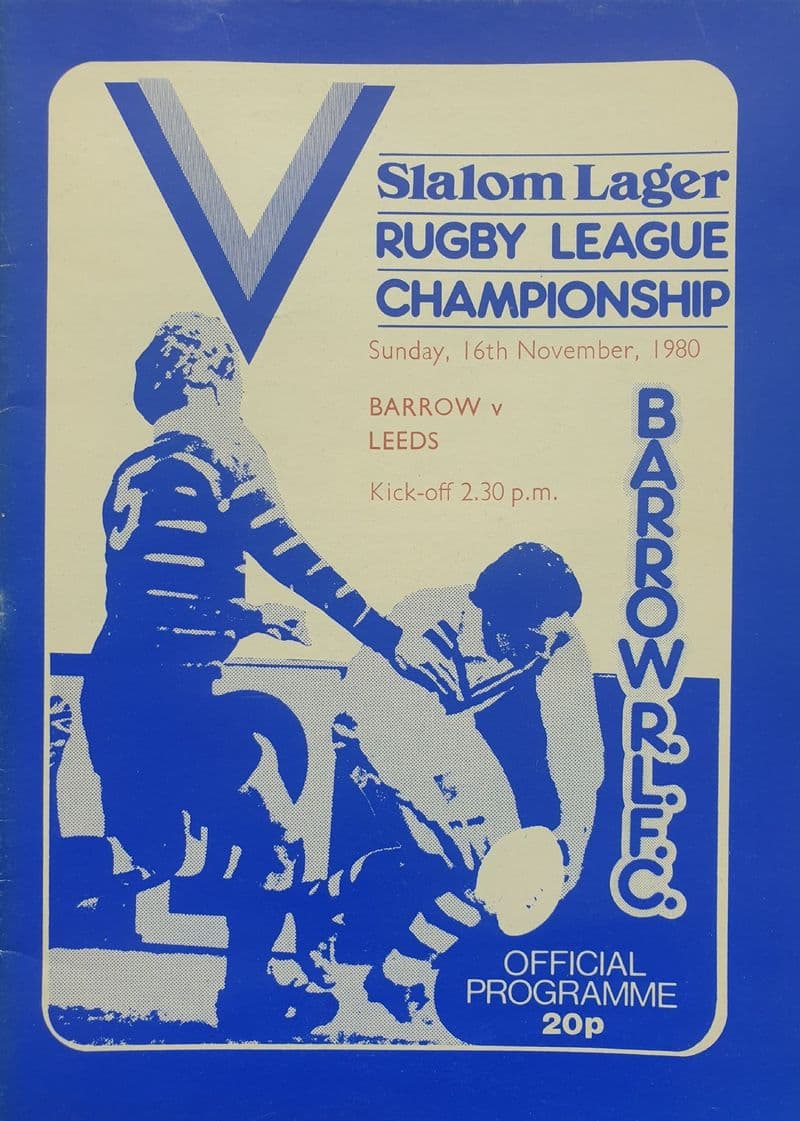 V
Slalom Lager
RUGBY LEAGUE
CHAMPIONSHIP
Sunday, 16th November, 1980
BARROW v
LEEDS
Kick-off 2.30 p.m.
BARROW R.L.F.C.
OFFICIAL
PROGRAMME
20p